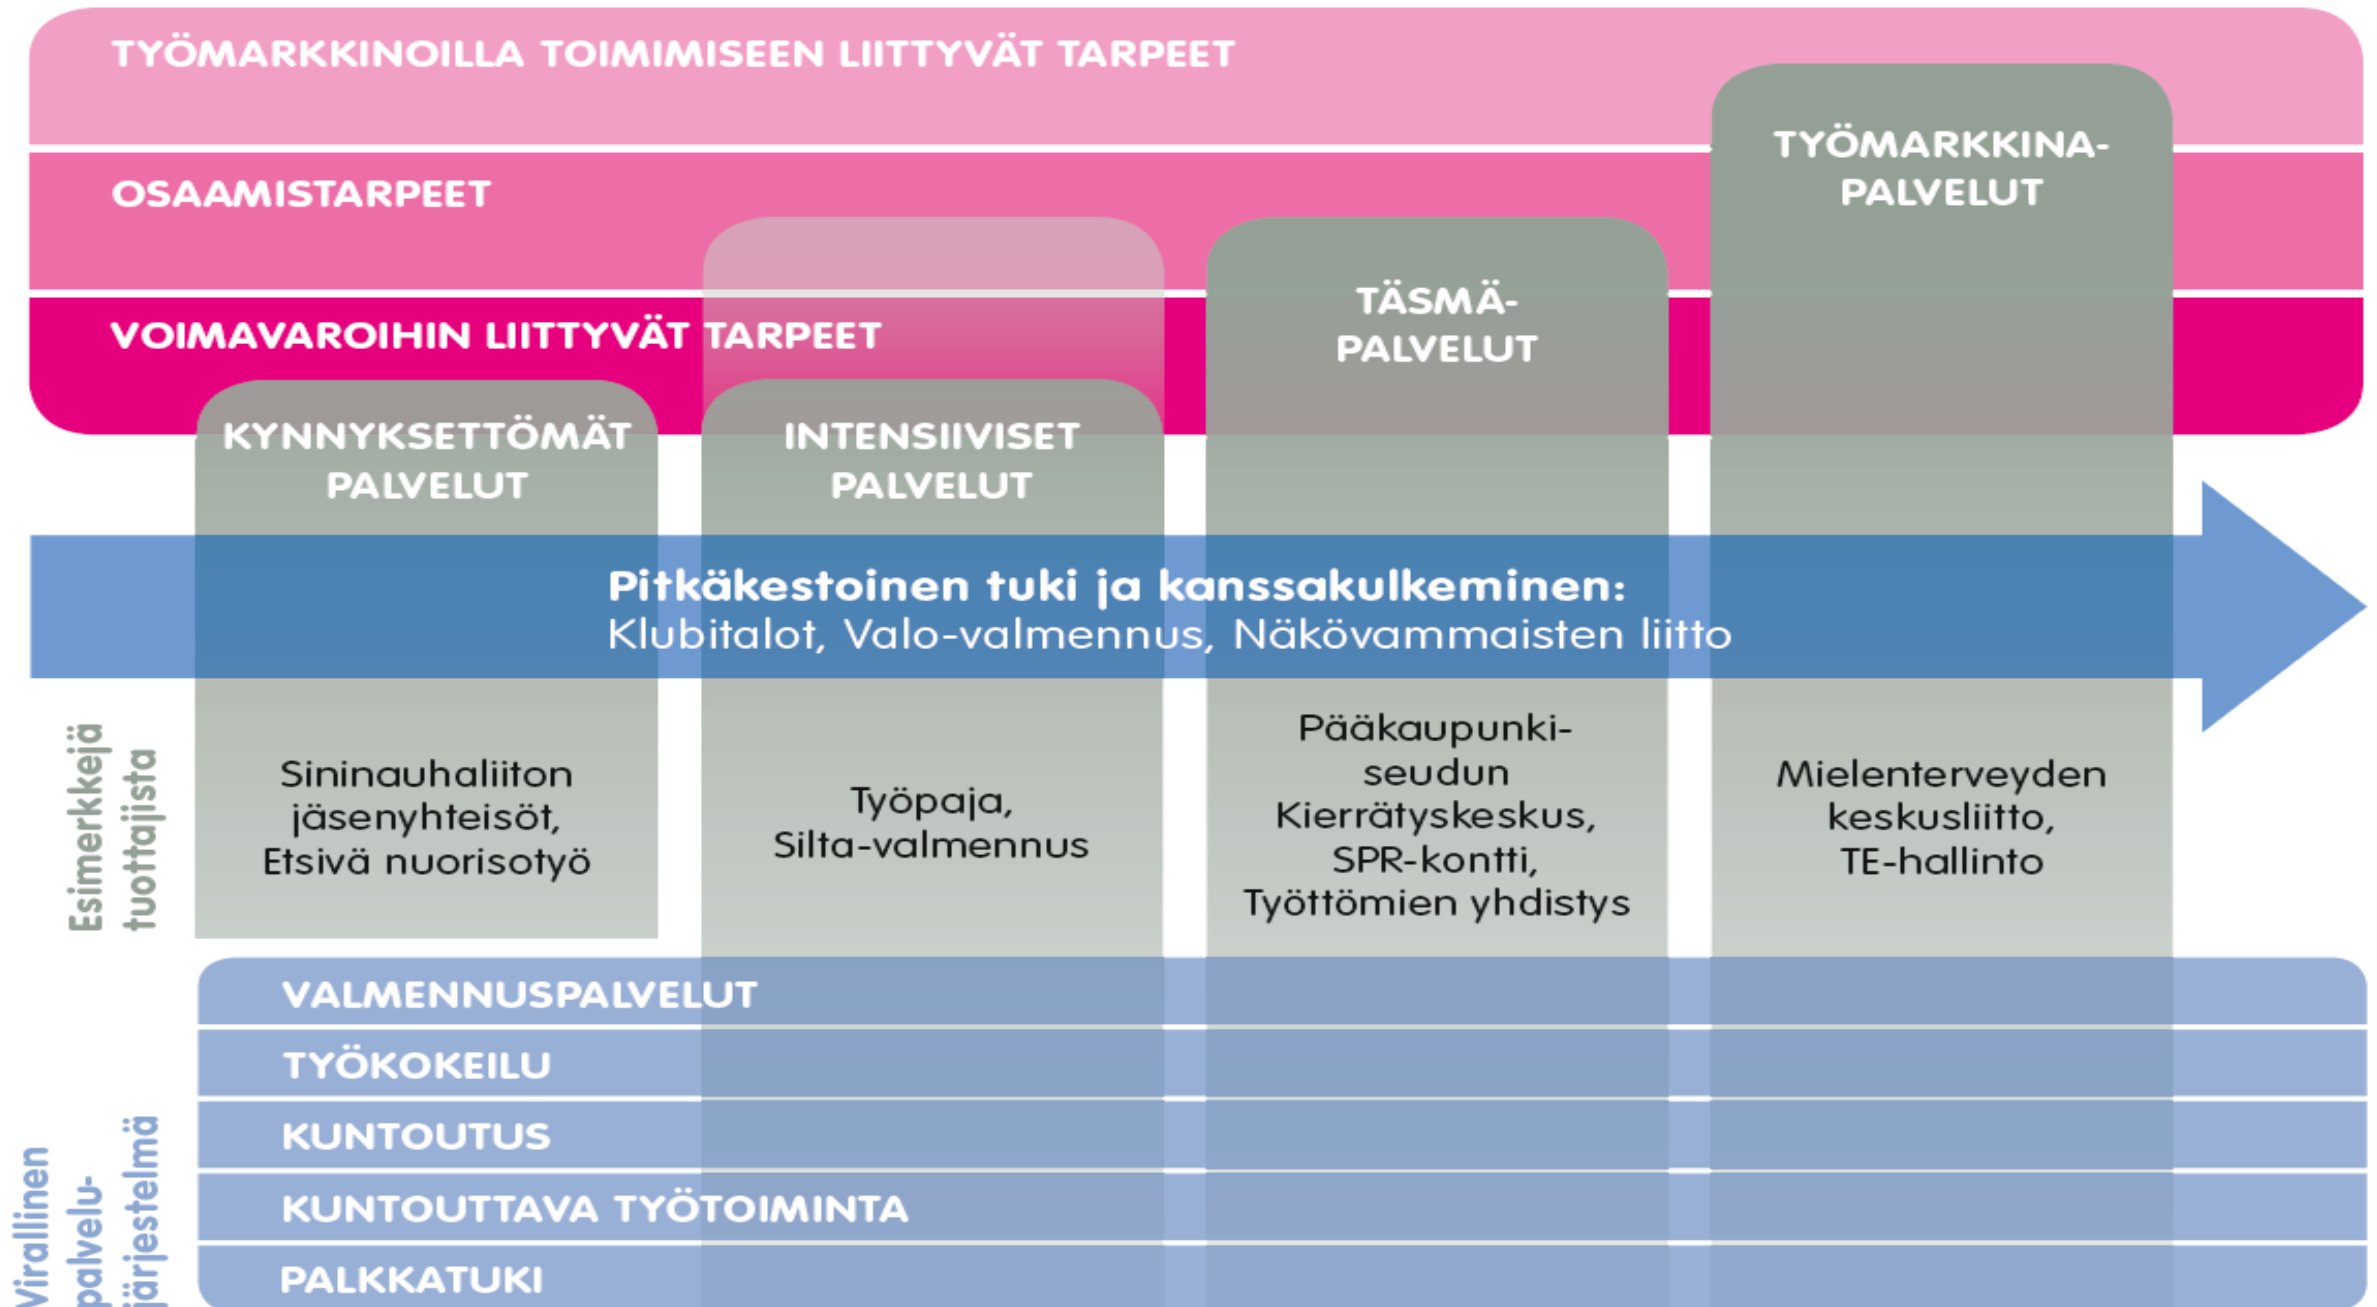 TYÖMARKKINOILLA TOIMIMISEEN LIITTYVÄT TARPEET
OSAAMISTARPEET
VOIMAVAROIHIN LIITTYVÄT TARPEET
KYNNYKSETTÖMÄT
PALVELUT
INTENSIIVISET
PALVELUT
TÄSMÄ-
PALVELUT
TYÖMARKKINA-
PALVELUT
Pitkäkestoinen tuki ja kanssakulkeminen:
Klubitalot, Valo-valmennus, Näkövammaisten liitto
Esimerkkejä
tuottajista
Sininauhaliiton
jäsenyhteisöt,
Etsivä nuorisotyö
Työpaja,
Silta-valmennus
Pääkaupunki-
seudun
Kierrätyskeskus,
SPR-kontti,
Työttömien yhdistys
Mielenterveyden
keskusliitto,
TE-hallinto
Virallinen
palvelu-
järjestelmä
VALMENNUSPALVELUT
TYÖKOKEILU
KUNTOUTUS
KUNTOUTTAVA TYÖTOIMINTA
PALKKATUKI